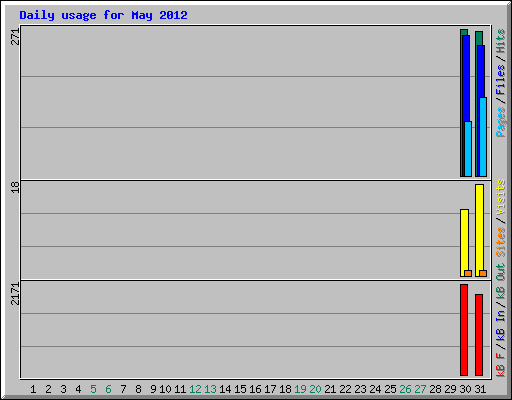 Daily usage for May 2012
271
Pages/Files/Hits
18
Sites/Visits
2171
kB F/kB In/kB Out
1 2 3 4 5 6 7 8 9 10 11 12 13 14 15 16 17 18 19 20 21 22 23 24 25 26 27 28 29 30 31